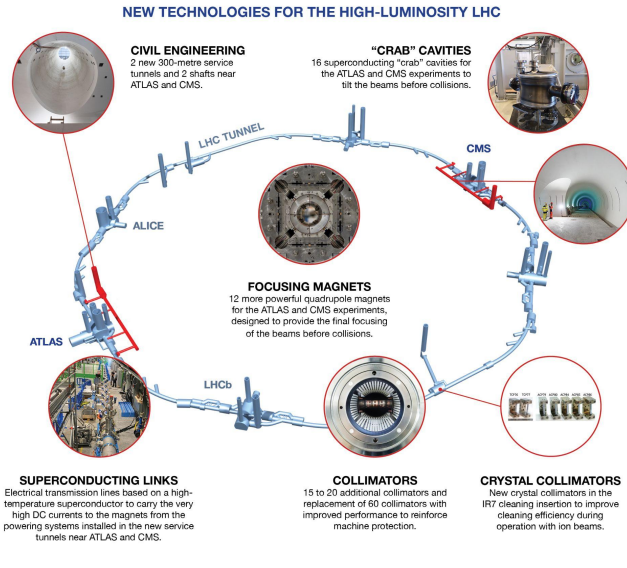 NEW TECHNOLOGIES FOR THE HIGH-LUMINOSITY LHC
CIVIL ENGINEERING
2 new 300-metre service
tunnels and 2 shafts near
ATLAS and CMS.
“CRAB” CAVITIES
16 superconducting “crab” cavities for
the ATLAS and CMS experiments to
tilt the beams before collisions.
LHC TUNNEL
CMS
ALICE
FOCUSING MAGNETS
12 more powerful quadrupole magnets
for the ATLAS and CMS experiments,
designed to provide the final focusing
of the beams before collisions.
ATLAS
LHCb
SUPERCONDUCTING LINKS
Electrical transmission lines based on a high-
temperature superconductor to carry the very
high DC currents to the magnets from the
powering systems installed in the new service
tunnels near ATLAS and CMS.
COLLIMATORS
15 to 20 additional collimators and
replacement of 60 collimators with
improved performance to reinforce
machine protection.
CRYSTAL COLLIMATORS
New crystal collimators in the
IR7 cleaning insertion to improve
cleaning efficiency during
operation with ion beams.